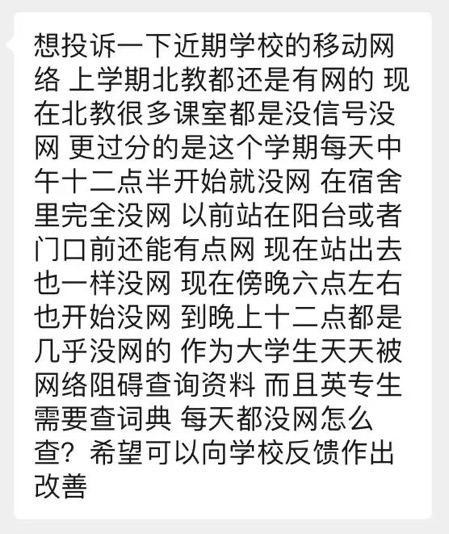 想投诉一下近期学校的移动网
络 上学期北教都还是有网的 现
在北教很多课室都是没信号没
网 更过分的是这个学期每天中
午十二点半开始就没网 在宿舍
里完全没网 以前站在阳台或者
门口前还能有点网 现在站出去
也一样没网 现在傍晚六点左右
也开始没网 到晚上十二点都是
几乎没网的 作为大学生天天被
网络阻碍查询资料 而且英专生
需要查词典 每天都没网怎么
查？希望可以向学校反馈作出
改善